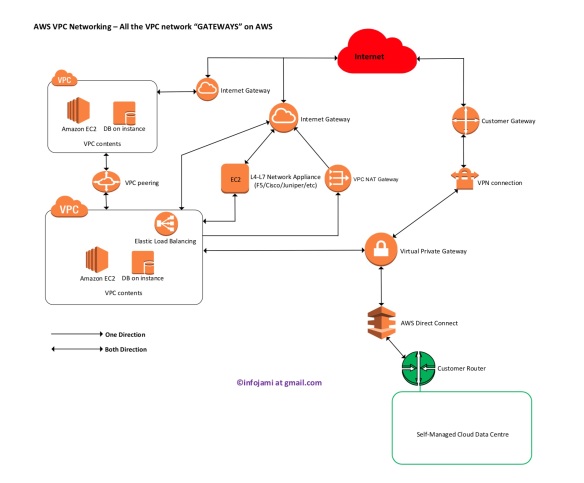 AWS VPC Networking – All the VPC network “GATEWAYS” on AWS
Internet
VPC
Internet Gateway
Amazon EC2
DB on instance
VPC contents
Internet Gateway
Customer Gateway
VPC peering
EC2
L4-L7 Network Appliance
(F5/Cisco/Juniper/etc)
VPC NAT Gateway
VPN connection
VPC
Elastic Load Balancing
Virtual Private Gateway
Amazon EC2
DB on instance
VPC contents
AWS Direct Connect
One Direction
Both Direction
Customer Router
©infojami at gmail.com
Self-Managed Cloud Data Centre